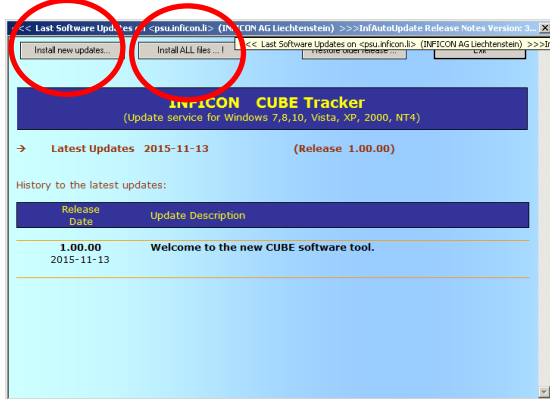 << Last Software Updates on <psu.inficon.li> (INFICON AG Liechtenstein) >>>InfAutoUpdate Release Notes Version: 3...
<< Last Software Updates on <psu.inficon.li> (INFICON AG Liechtenstein) >>>
Install new updates...
Install ALL files ... !
Restore older release ...
Exit
INFICON CUBE Tracker
(Update service for Windows 7,8,10, Vista, XP, 2000, NT4)
→ Latest Updates 2015-11-13 (Release 1.00.00)
History to the latest updates:
Release Date
Update Description
1.00.00
2015-11-13
Welcome to the new CUBE software tool.